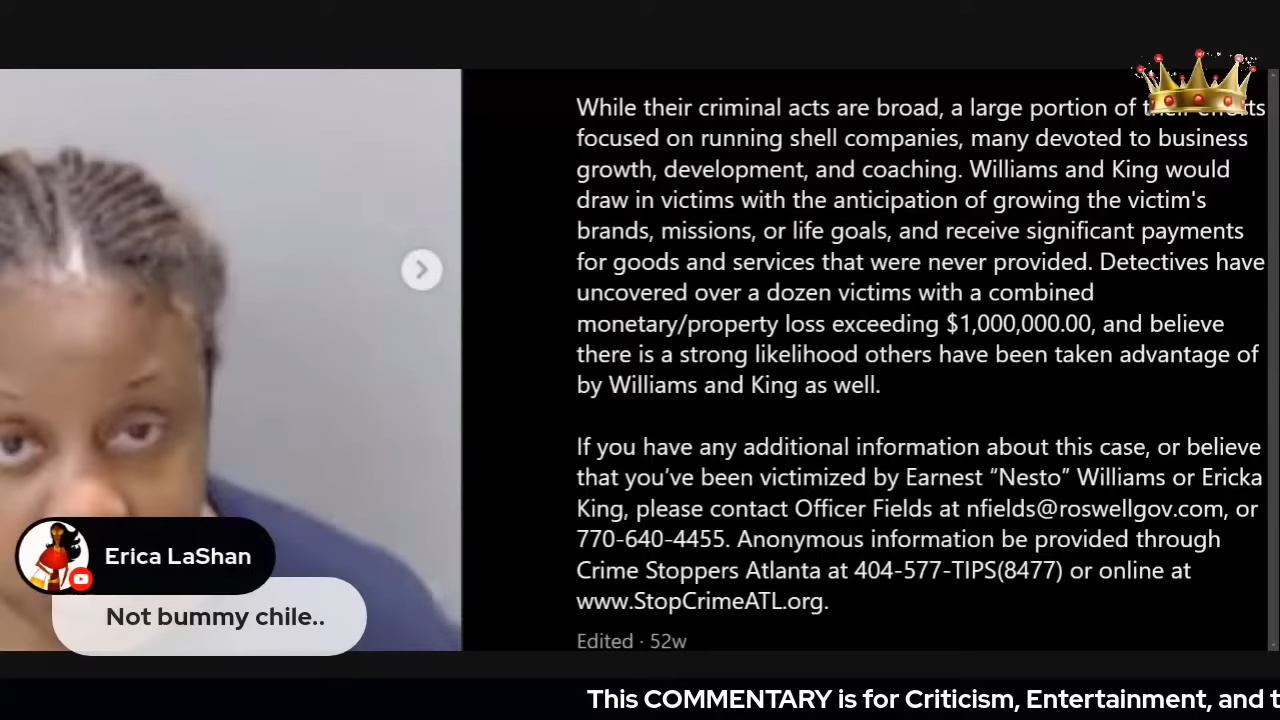 While their criminal acts are broad, a large portion of their efforts
focused on running shell companies, many devoted to business
growth, development, and coaching. Williams and King would
draw in victims with the anticipation of growing the victim's
brands, missions, or life goals, and receive significant payments
for goods and services that were never provided. Detectives have
uncovered over a dozen victims with a combined
monetary/property loss exceeding $1,000,000.00, and believe
there is a strong likelihood others have been taken advantage of
by Williams and King as well.
If you have any additional information about this case, or believe
that you’ve been victimized by Earnest “Nesto” Williams or Ericka
King, please contact Officer Fields at nfields@roswellgov.com, or
770-640-4455. Anonymous information be provided through
Crime Stoppers Atlanta at 404-577-TIPS(8477) or online at
www.StopCrimeATL.org.
Edited · 52w
Erica LaShan
Not bummy chile..
This COMMENTARY is for Criticism, Entertainment, and t